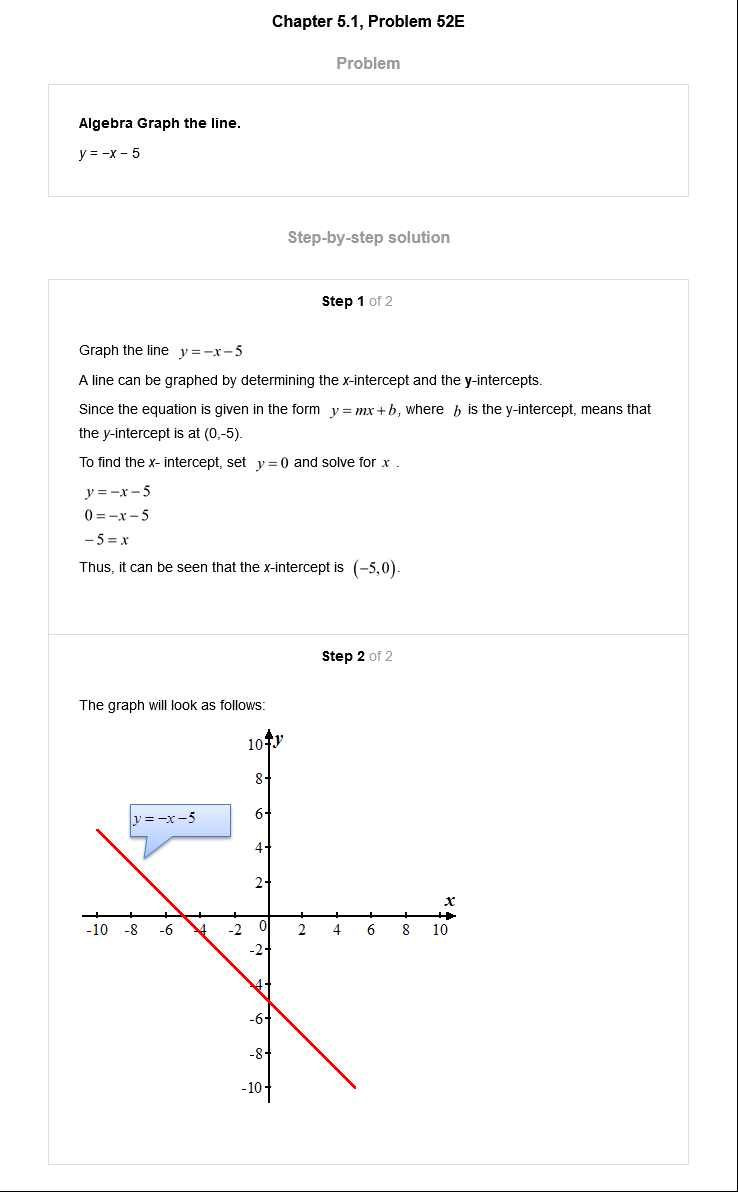 Chapter 5.1, Problem 52E
Problem
Algebra Graph the line.
y = −x − 5
Step-by-step solution
Step 1 of 2
Graph the line y = −x − 5
A line can be graphed by determining the x-intercept and the y-intercepts.
Since the equation is given in the form y = mx + b, where b is the y-intercept, means that
the y-intercept is at (0,-5).
To find the x- intercept, set y = 0 and solve for x .
y = −x − 5
0 = −x − 5
−5 = x
Thus, it can be seen that the x-intercept is (−5,0).
Step 2 of 2
The graph will look as follows:
10 y
8
y = −x −5
6
4
2
x
-10 -8 -6 -4 -2 0 2 4 6 8 10
-2
-4
-6
-8
-10